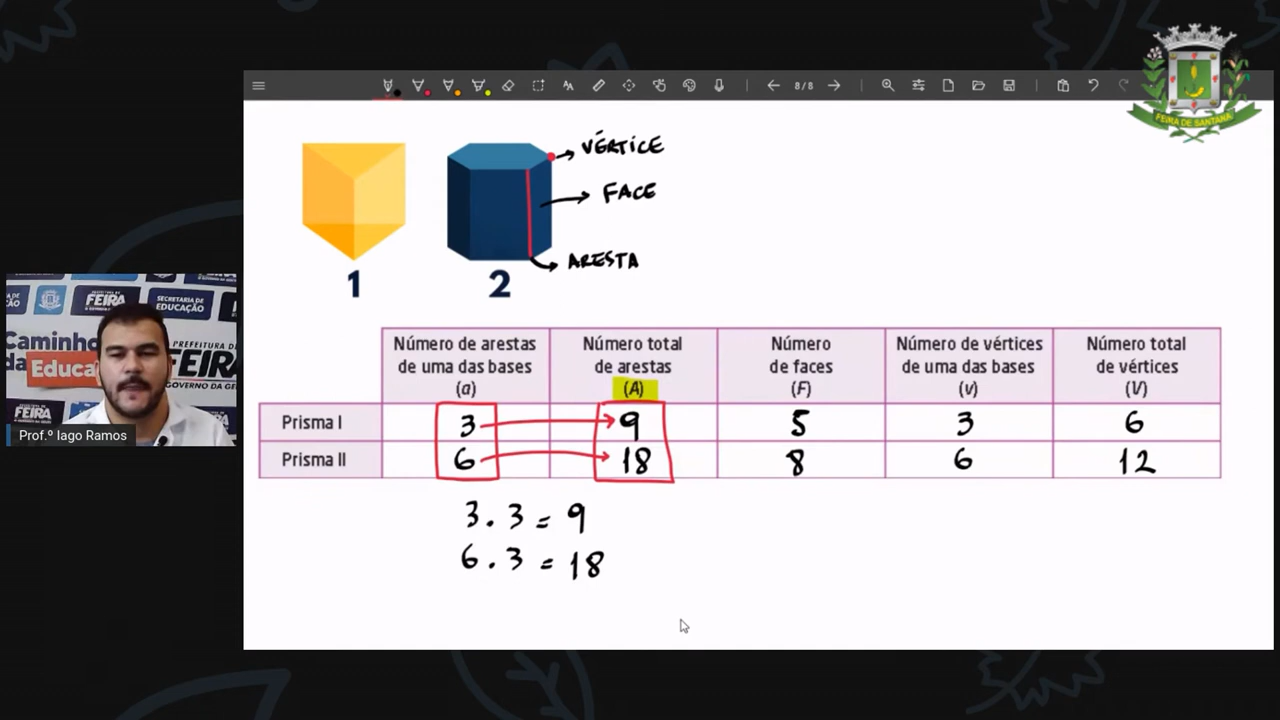 FEIRA DE SANTANA
8/8
VÉRTICE
FACE
ARESTA
1
2
FEIRA
SECRETARIA DE
EDUCAÇÃO
Caminho
da Educa
PREFEITURA DE
FEIRA
GOVERNO DA GE
Prof.º Iago Ramos
Número de arestas
de uma das bases
(a)
Número total
de arestas
(A)
Número
de faces
(F)
Número de vértices
de uma das bases
(v)
Número total
de vértices
(V)
Prisma I 3 9 5 3 6
Prisma II 6 18 8 6 12
3 . 3 = 9
6 . 3 = 18